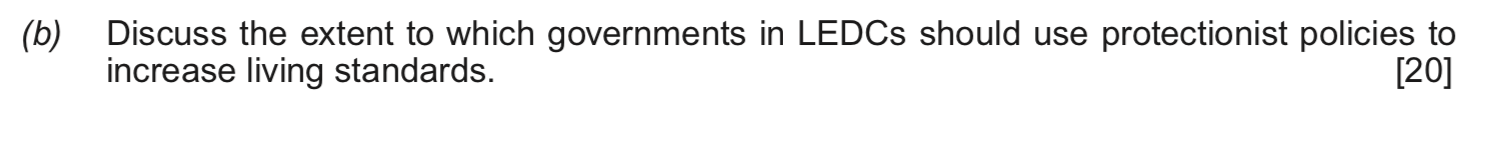 (b) Discuss the extent to which governments in LEDCs should use protectionist policies to
increase living standards. [20]